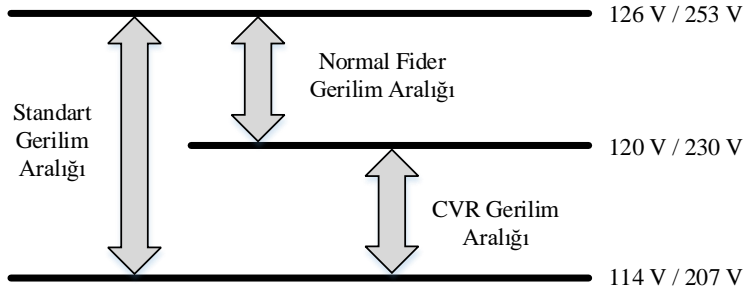 126 V / 253 V
Normal Fider
Gerilim Aralığı
Standart
Gerilim
Aralığı
120 V / 230 V
CVR Gerilim
Aralığı
114 V / 207 V